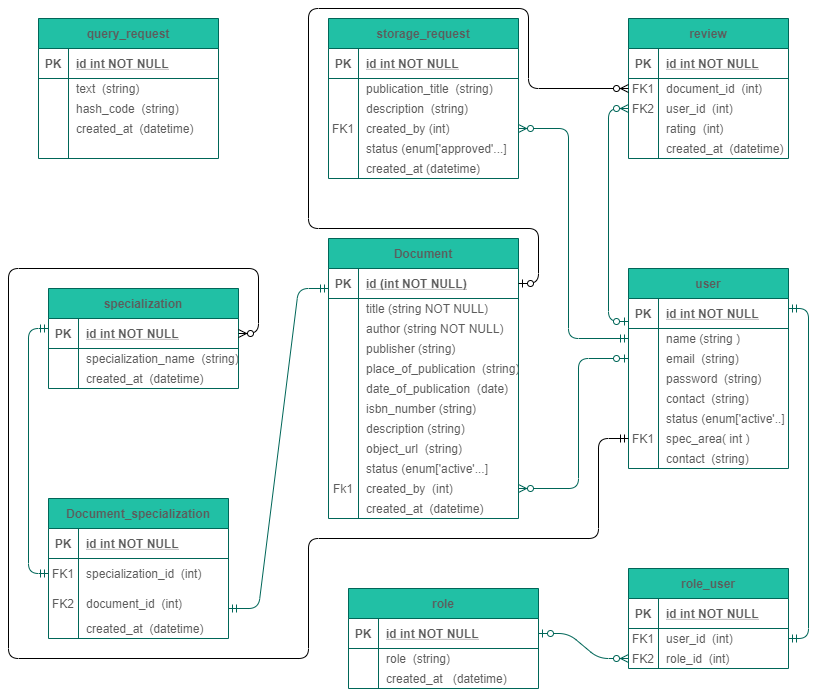 query_request
PK id int NOT NULL
text (string)
hash_code (string)
created_at (datetime)
storage_request
PK id int NOT NULL
publication_title (string)
description (string)
FK1 created_by (int)
status (enum['approved'...]
created_at (datetime)
review
PK id int NOT NULL
FK1 document_id (int)
FK2 user_id (int)
rating (int)
created_at (datetime)
specialization
PK id int NOT NULL
specialization_name (string)
created_at (datetime)
Document
PK id (int NOT NULL)
title (string NOT NULL)
author (string NOT NULL)
publisher (string)
place_of_publication (string)
date_of_publication (date)
isbn_number (string)
description (string)
object_url (string)
status (enum['active'...]
Fk1 created_by (int)
created_at (datetime)
user
PK id int NOT NULL
name (string )
email (string)
password (string)
contact (string)
status (enum['active'..]
FK1 spec_area( int )
contact (string)
Document_specialization
PK id int NOT NULL
FK1 specialization_id (int)
FK2 document_id (int)
created_at (datetime)
role
PK id int NOT NULL
role (string)
created_at (datetime)
role_user
PK id int NOT NULL
FK1 user_id (int)
FK2 role_id (int)